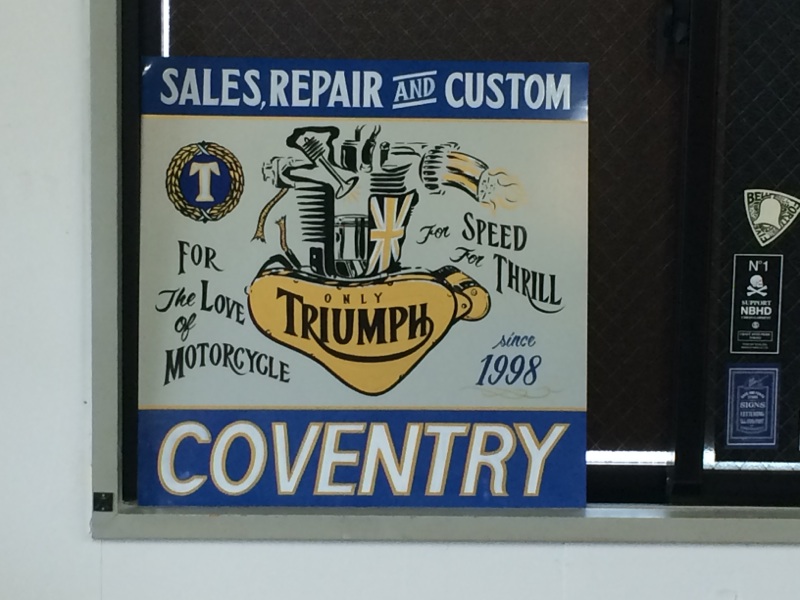 SALES, REPAIR AND CUSTOM
T
FOR
The LOVE
of
MOTORCYCLE
For SPEED
For THRILL
ONLY
TRIUMPH
since
1998
COVENTRY
N°1
SUPPORT
NBHD
SIGNS